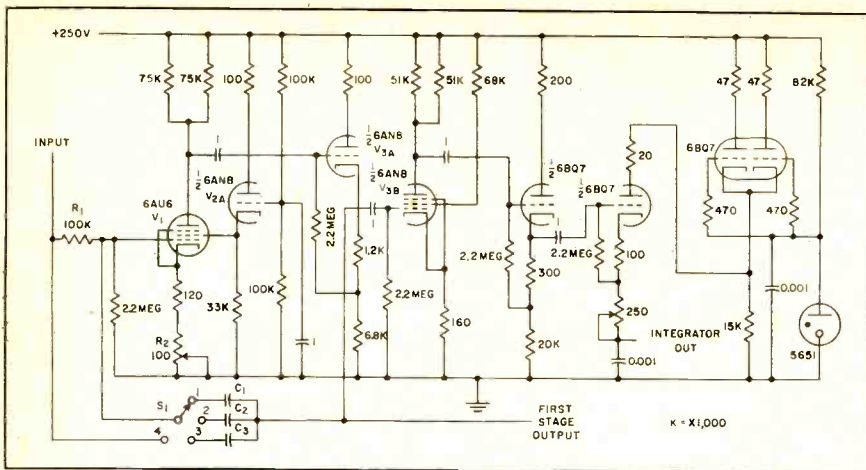 +250V
75K
75K
100
100K
100
51K
51K
68K
200
47
47
82K
INPUT
R1
100K
6AU6
V1
1/2 6AN8
V2A
1
1/2 6AN8
V3A
1/2 6AN8
V3B
1
1
1/2 6BQ7
1/2 6BQ7
20
6BQ7
470
470
2.2MEG
120
R2
100
33K
100K
1
2.2MEG
1.2K
6.8K
2.2MEG
160
2.2MEG
1
300
20K
2.2MEG
100
250
INTEGRATOR
OUT
0.001
15K
0.001
5651
S1
1
2
3
4
C1
C2
C3
FIRST
STAGE
OUTPUT
K = X1,000